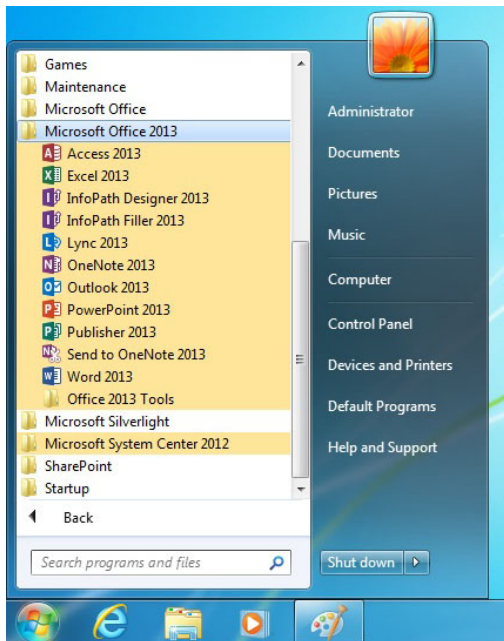 Games
Maintenance
Microsoft Office
Microsoft Office 2013
Access 2013
Excel 2013
InfoPath Designer 2013
InfoPath Filler 2013
Lync 2013
OneNote 2013
Outlook 2013
PowerPoint 2013
Publisher 2013
Send to OneNote 2013
Word 2013
Office 2013 Tools
Microsoft Silverlight
Microsoft System Center 2012
SharePoint
Startup
Back
Search programs and files
Administrator
Documents
Pictures
Music
Computer
Control Panel
Devices and Printers
Default Programs
Help and Support
Shut down